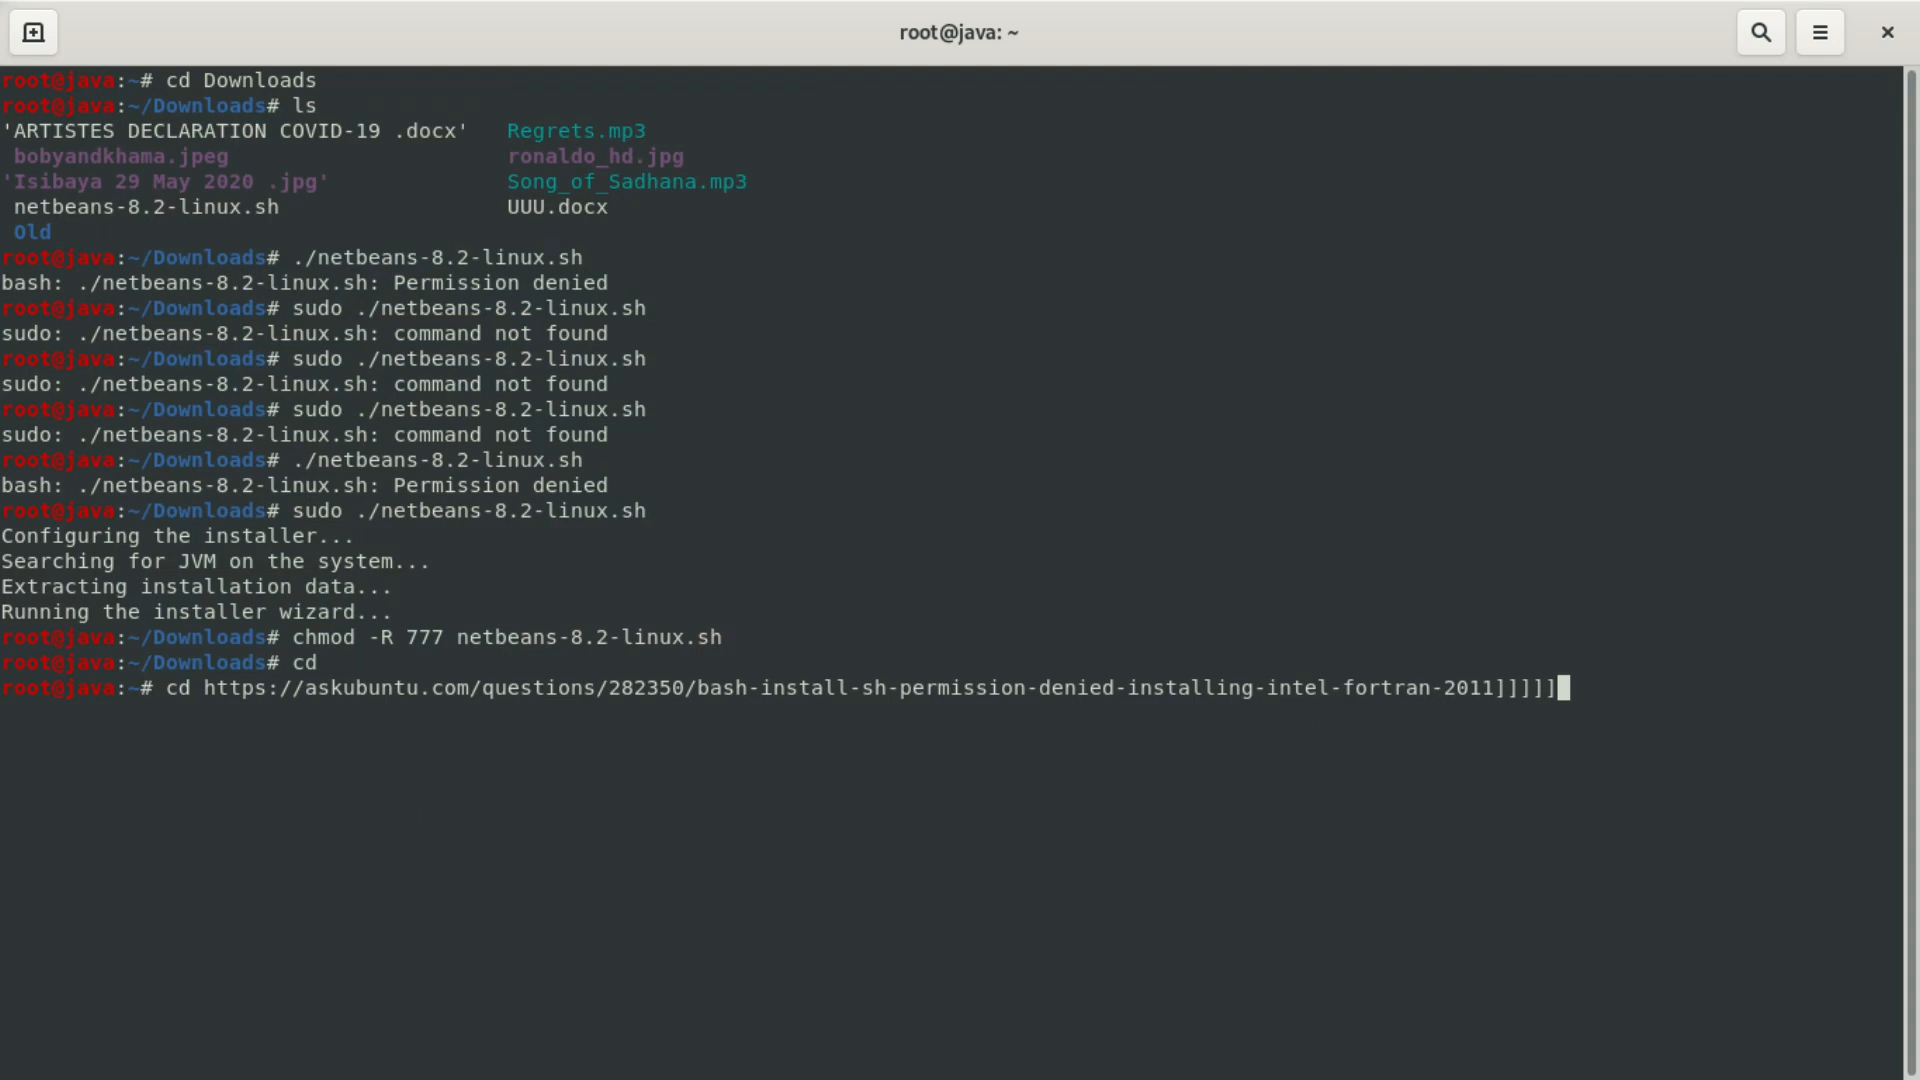 root@java: ~
root@java:~# cd Downloads
root@java:~/Downloads# ls
'ARTISTES DECLARATION COVID-19 .docx'   Regrets.mp3
 bobyandkhama.jpeg                      ronaldo_hd.jpg
'Isibaya 29 May 2020 .jpg'              Song_of_Sadhana.mp3
 netbeans-8.2-linux.sh                  UUU.docx
 Old
root@java:~/Downloads# ./netbeans-8.2-linux.sh
bash: ./netbeans-8.2-linux.sh: Permission denied
root@java:~/Downloads# sudo ./netbeans-8.2-linux.sh
sudo: ./netbeans-8.2-linux.sh: command not found
root@java:~/Downloads# sudo ./netbeans-8.2-linux.sh
sudo: ./netbeans-8.2-linux.sh: command not found
root@java:~/Downloads# sudo ./netbeans-8.2-linux.sh
sudo: ./netbeans-8.2-linux.sh: command not found
root@java:~/Downloads# ./netbeans-8.2-linux.sh
bash: ./netbeans-8.2-linux.sh: Permission denied
root@java:~/Downloads# sudo ./netbeans-8.2-linux.sh
Configuring the installer...
Searching for JVM on the system...
Extracting installation data...
Running the installer wizard...
root@java:~/Downloads# chmod -R 777 netbeans-8.2-linux.sh
root@java:~/Downloads# cd
root@java:~# cd https://askubuntu.com/questions/282350/bash-install-sh-permission-denied-installing-intel-fortran-2011]]]]]